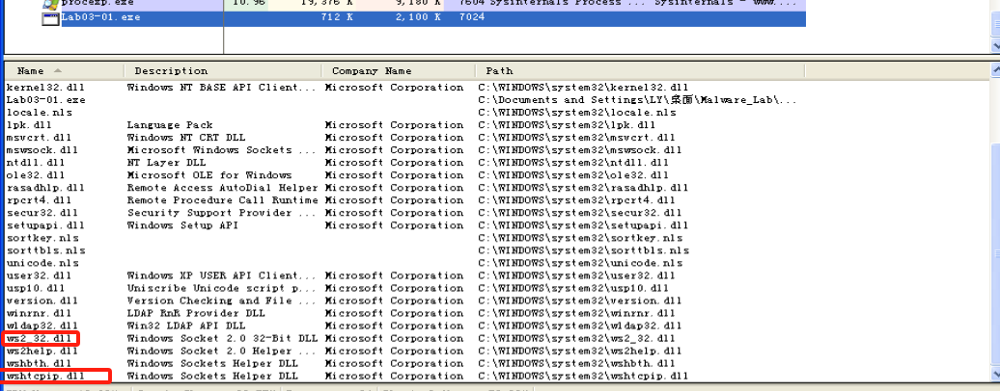 procexp.exe 10.96 19,376 K 9,180 K 7604 Sysinternals Process ... Sysinternals - www....
Lab03-01.exe 712 K 2,100 K 7024
Name Description Company Name Path
kernel32.dll Windows NT BASE API Client... Microsoft Corporation C:\WINDOWS\system32\kernel32.dll
Lab03-01.exe C:\Documents and Settings\LY\桌面\Malware_Lab\...
locale.nls C:\WINDOWS\system32\locale.nls
lpk.dll Language Pack Microsoft Corporation C:\WINDOWS\system32\lpk.dll
msvcrt.dll Windows NT CRT DLL Microsoft Corporation C:\WINDOWS\system32\msvcrt.dll
mswsock.dll Microsoft Windows Sockets ... Microsoft Corporation C:\WINDOWS\system32\mswsock.dll
ntdll.dll NT Layer DLL Microsoft Corporation C:\WINDOWS\system32\ntdll.dll
ole32.dll Microsoft OLE for Windows Microsoft Corporation C:\WINDOWS\system32\ole32.dll
rasadhlp.dll Remote Access AutoDial Helper Microsoft Corporation C:\WINDOWS\system32\rasadhlp.dll
rpcrt4.dll Remote Procedure Call Runtime Microsoft Corporation C:\WINDOWS\system32\rpcrt4.dll
secur32.dll Security Support Provider ... Microsoft Corporation C:\WINDOWS\system32\secur32.dll
setupapi.dll Windows Setup API Microsoft Corporation C:\WINDOWS\system32\setupapi.dll
sortkey.nls C:\WINDOWS\system32\sortkey.nls
sorttbls.nls C:\WINDOWS\system32\sorttbls.nls
unicode.nls C:\WINDOWS\system32\unicode.nls
user32.dll Windows XP USER API Client... Microsoft Corporation C:\WINDOWS\system32\user32.dll
usp10.dll Uniscribe Unicode script p... Microsoft Corporation C:\WINDOWS\system32\usp10.dll
version.dll Version Checking and File ... Microsoft Corporation C:\WINDOWS\system32\version.dll
winrnr.dll LDAP RnR Provider DLL Microsoft Corporation C:\WINDOWS\system32\winrnr.dll
wldap32.dll Win32 LDAP API DLL Microsoft Corporation C:\WINDOWS\system32\wldap32.dll
ws2_32.dll Windows Socket 2.0 32-Bit DLL Microsoft Corporation C:\WINDOWS\system32\ws2_32.dll
ws2help.dll Windows Socket 2.0 Helper ... Microsoft Corporation C:\WINDOWS\system32\ws2help.dll
wshbth.dll Windows Sockets Helper DLL Microsoft Corporation C:\WINDOWS\system32\wshbth.dll
wshtcpip.dll Windows Sockets Helper DLL Microsoft Corporation C:\WINDOWS\system32\wshtcpip.dll